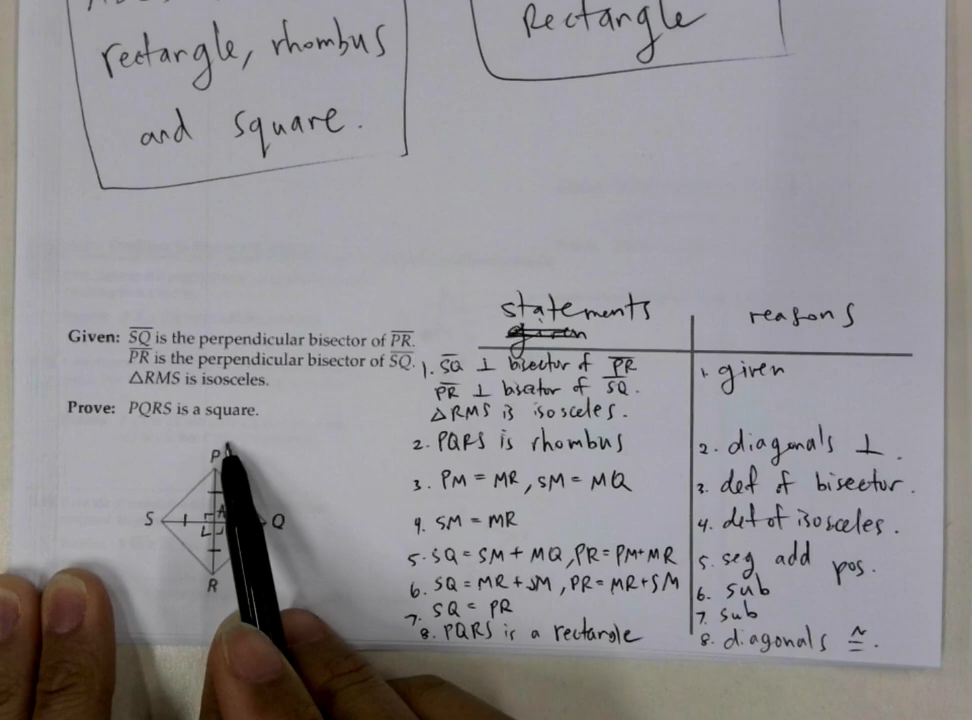 rectangle, rhombus
and square.
Rectangle
Given: SQ is the perpendicular bisector of PR.
PR is the perpendicular bisector of SQ.
△RMS is isosceles.
Prove: PQRS is a square.
P
S
Q
R
statements
reasons
1. SQ ⊥ bisector of PR
PR ⊥ bisector of SQ.
△RMS is isosceles.
1. given
2. PQRS is rhombus
2. diagonals ⊥.
3. PM = MR, SM = MQ
3. def of bisector.
4. SM = MR
4. def of isosceles.
5. SQ = SM + MQ, PR = PM + MR
5. seg add pos.
6. SQ = MR + SM, PR = MR + SM
6. sub
7. SQ = PR
7. sub
8. PQRS is a rectangle
8. diagonals ≅.